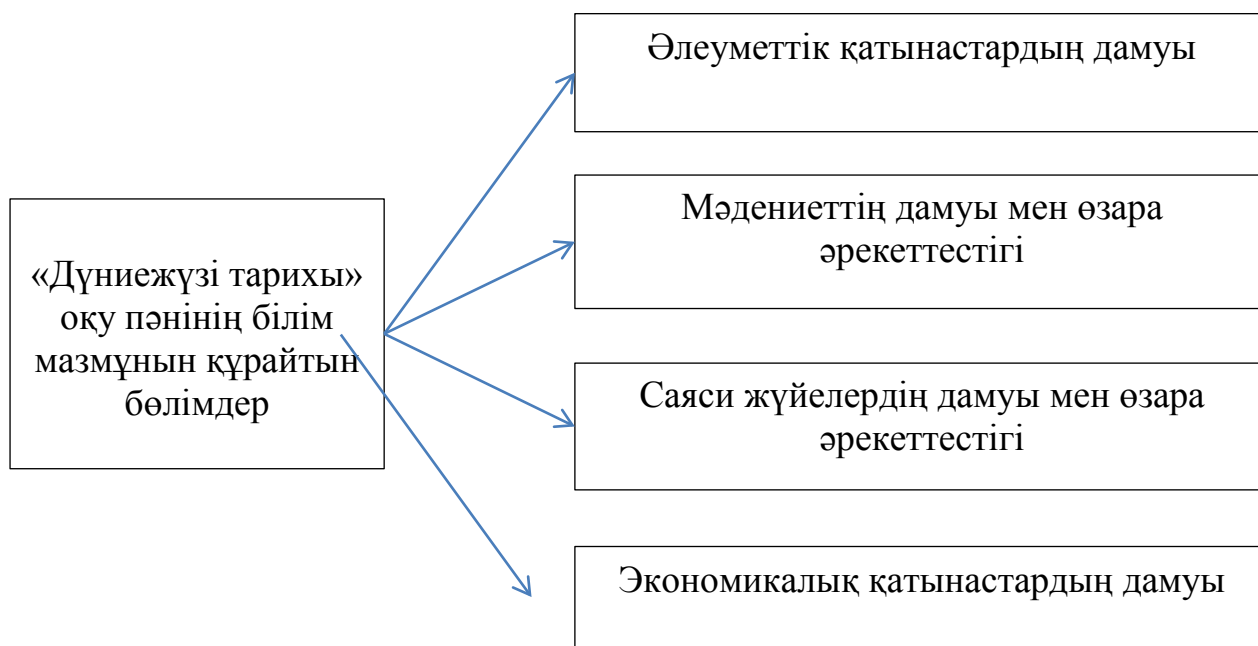 «Дүниежүзі тарихы»
оқу пәнінің білім
мазмұнын құрайтын
бөлімдер
Әлеуметтік қатынастардың дамуы
Мәдениеттің дамуы мен өзара
әрекеттестігі
Саяси жүйелердің дамуы мен өзара
әрекеттестігі
Экономикалық қатынастардың дамуы